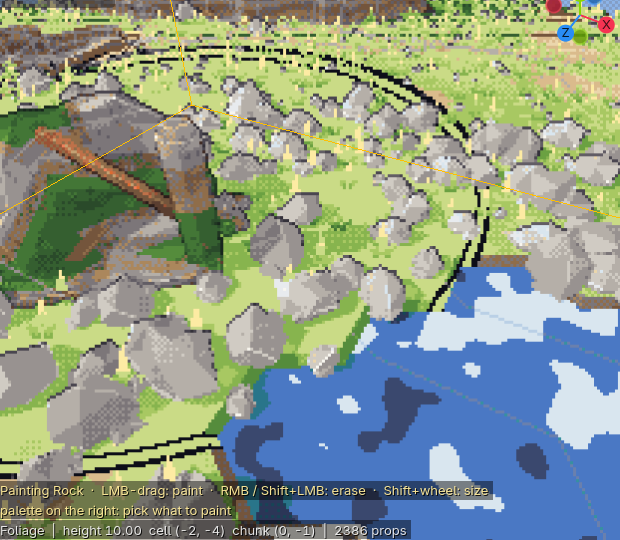 X
Z
Painting Rock · LMB-drag: paint · RMB / Shift+LMB: erase · Shift+wheel: size
palette on the right: pick what to paint
Foliage | height 10.00 cell (-2, -4) chunk (0, -1) | 2386 props